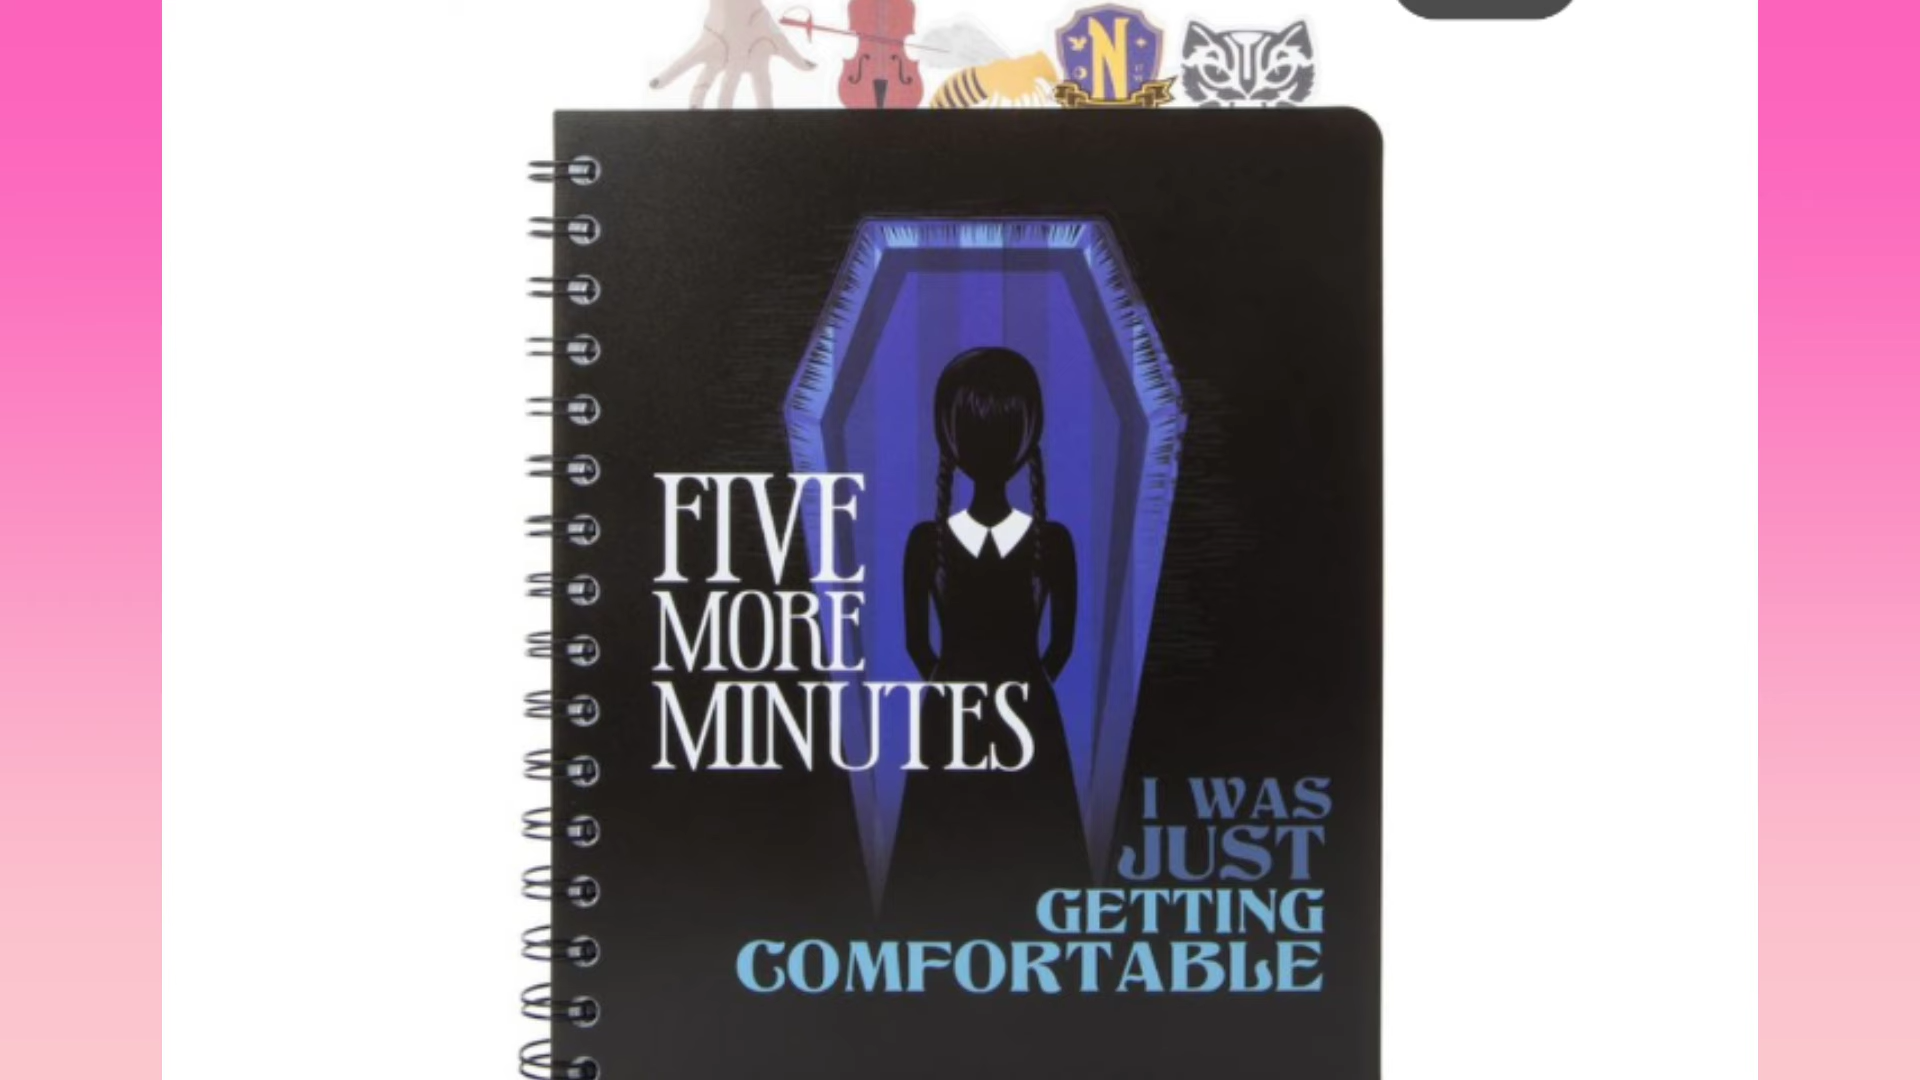 N
FIVE
MORE
MINUTES
I WAS
JUST
GETTING
COMFORTABLE